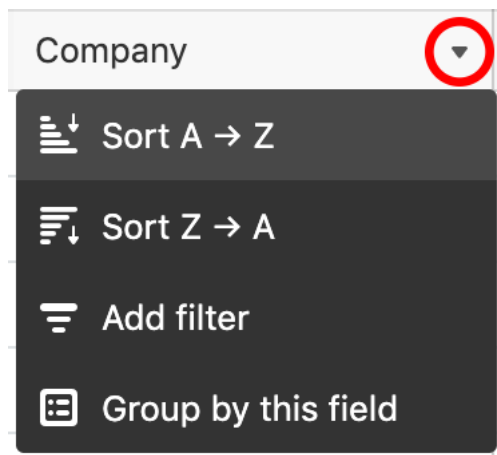 Company
Sort A → Z
Sort Z → A
Add filter
Group by this field